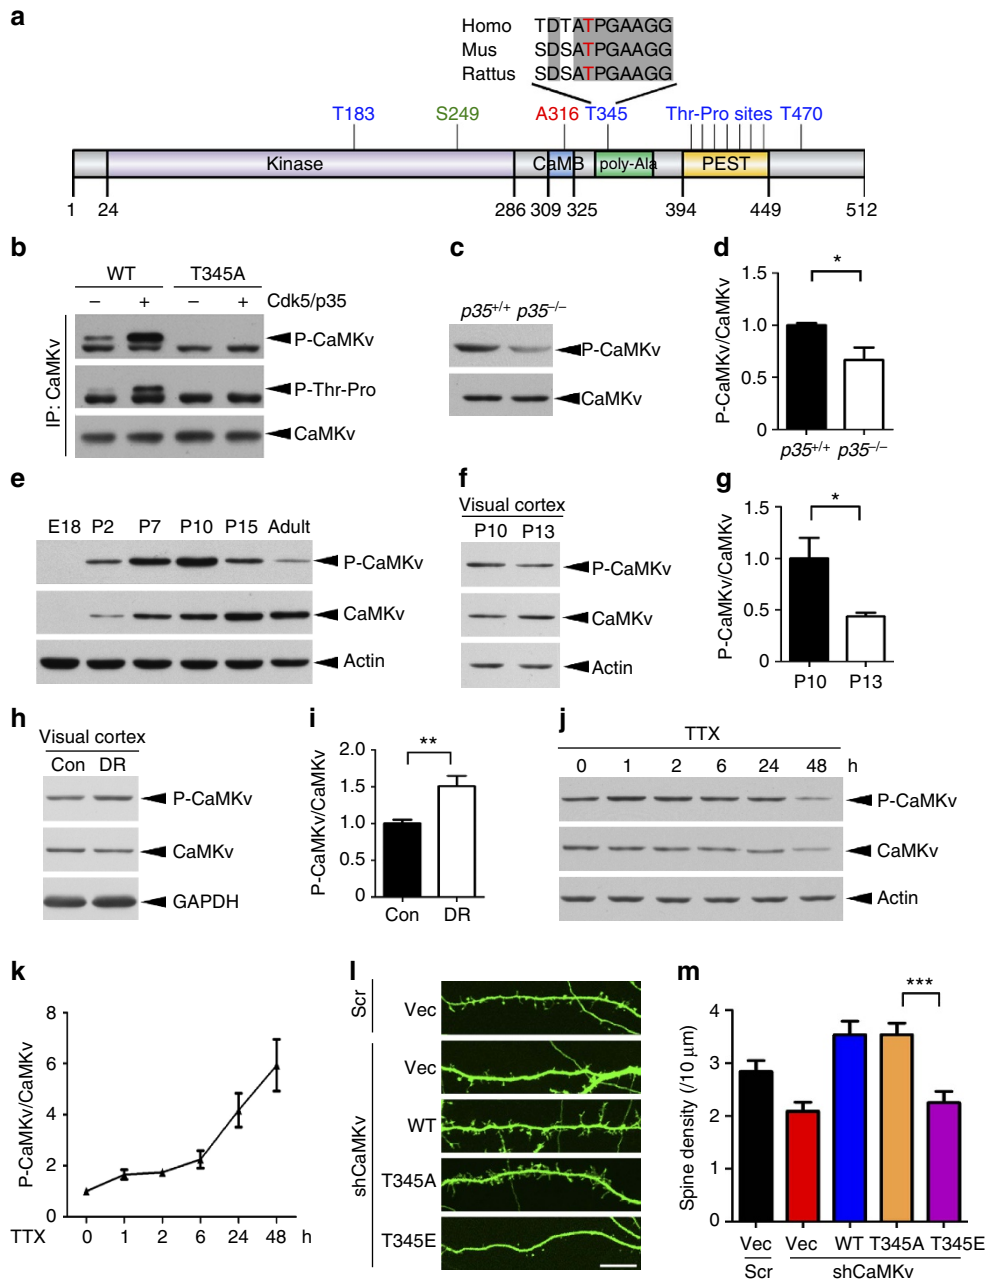 a
Homo TDTATPGAAGG
Mus SDSATPGAAGG
Rattus SDSATPGAAGG
T183 S249 A316 T345 Thr-Pro sites T470
Kinase CaMB poly-Ala PEST
1 24 286 309 325 394 449 512
b
WT T345A
– + – + Cdk5/p35
IP: CaMKv
P-CaMKv
P-Thr-Pro
CaMKv
c
p35+/+ p35–/–
P-CaMKv
CaMKv
d
P-CaMKv/CaMKv
1.5
1.0
0.5
0
*
p35+/+ p35–/–
e
E18 P2 P7 P10 P15 Adult
P-CaMKv
CaMKv
Actin
f
Visual cortex
P10 P13
P-CaMKv
CaMKv
Actin
g
P-CaMKv/CaMKv
1.5
1.0
0.5
0
*
P10 P13
h
Visual cortex
Con DR
P-CaMKv
CaMKv
GAPDH
i
P-CaMKv/CaMKv
2.0
1.5
1.0
0.5
0
**
Con DR
j
TTX
0 1 2 6 24 48 h
P-CaMKv
CaMKv
Actin
k
P-CaMKv/CaMKv
8
6
4
2
0
TTX 0 1 2 6 24 48 h
l
Scr
Vec
shCaMKv
Vec
WT
T345A
T345E
m
Spine density (/10 μm)
4
3
2
1
0
***
Vec Vec WT T345A T345E
Scr shCaMKv